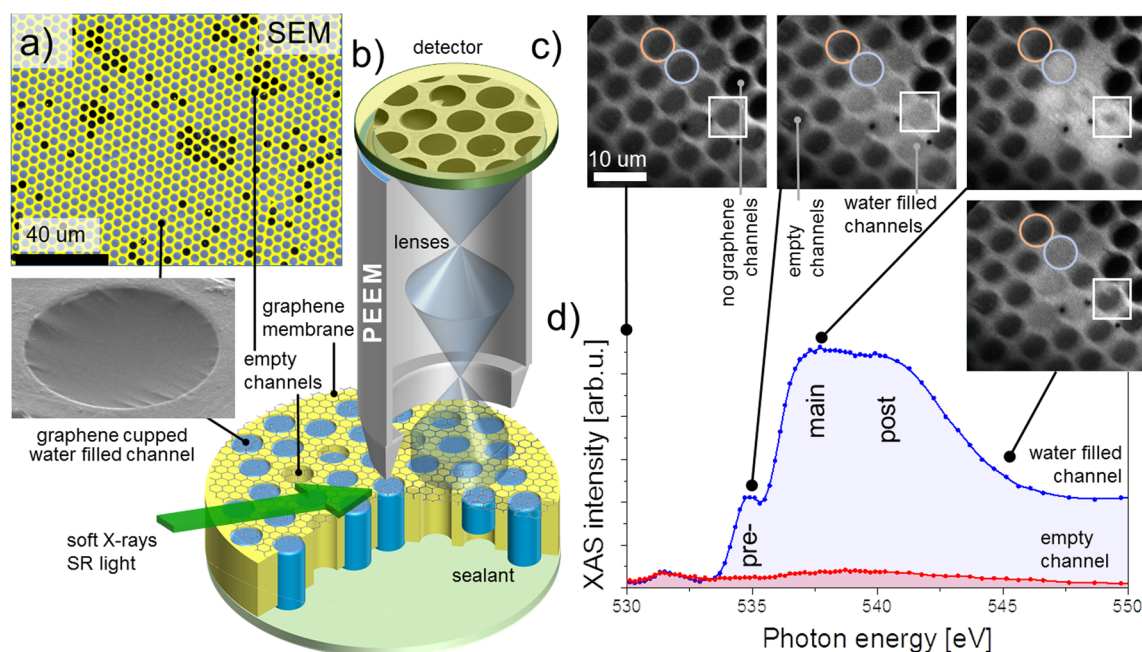 a)
SEM
40 um
graphene
membrane
empty
channels
graphene cupped
water filled channel
b)
detector
lenses
PEEM
soft X-rays
SR light
sealant
c)
10 um
no graphene
channels
empty
channels
water filled
channels
d)
XAS intensity [arb.u.]
pre-
main
post
water filled
channel
empty
channel
530
535
540
545
550
Photon energy [eV]